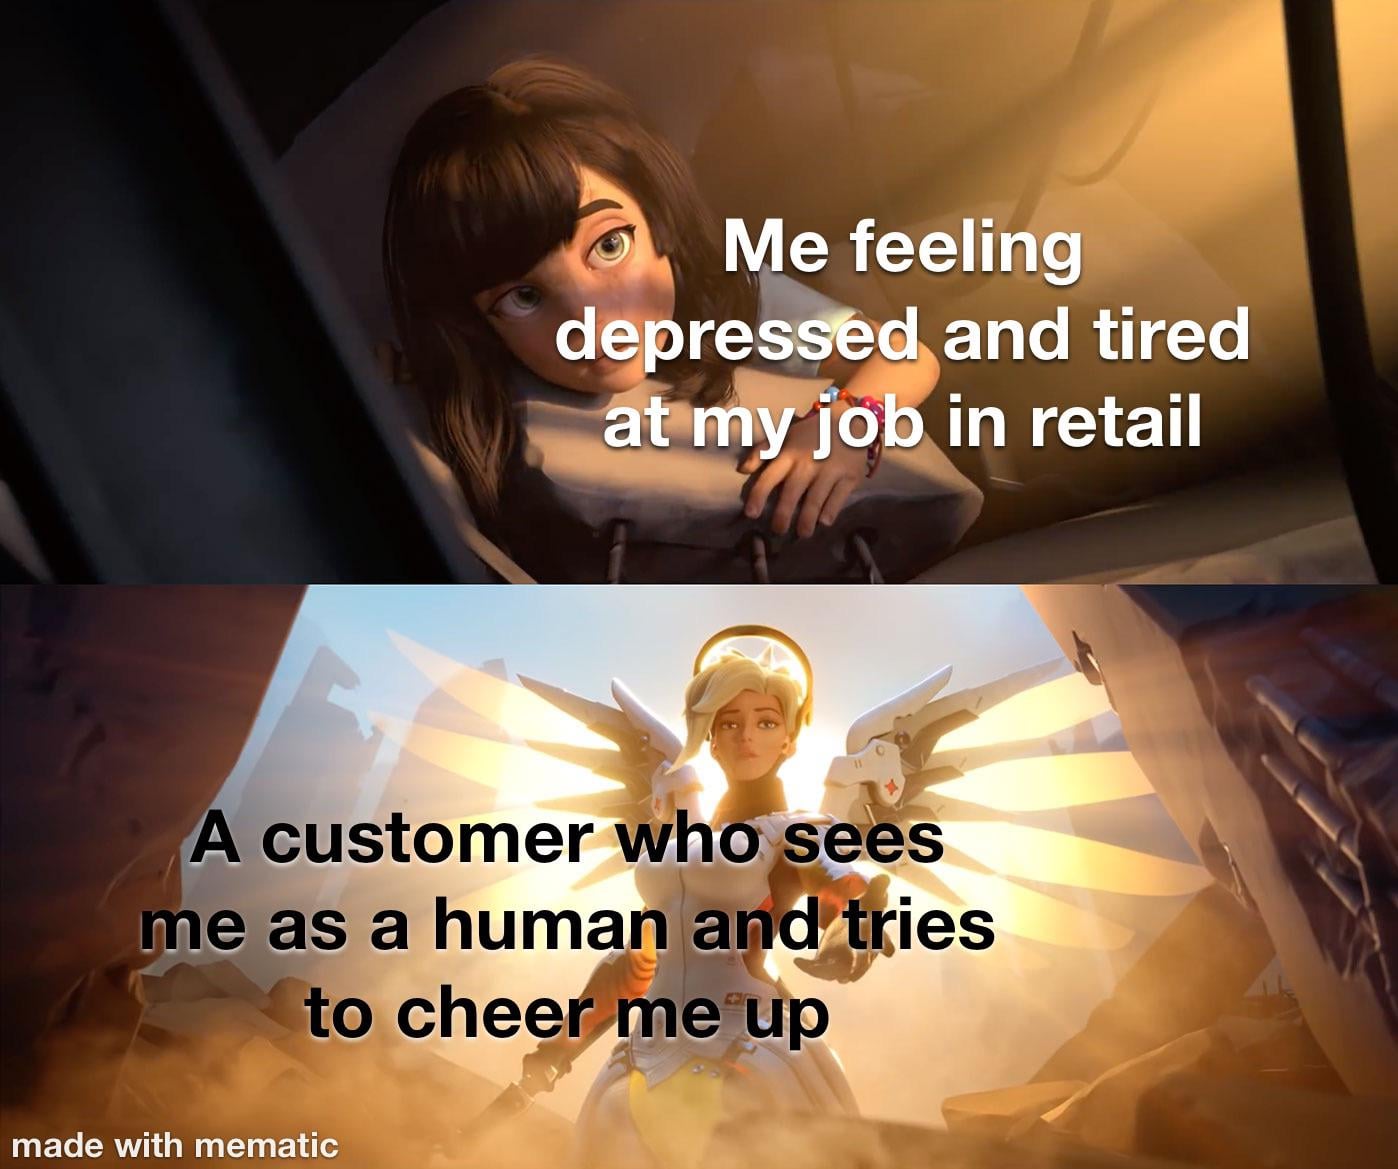 Me feeling
depressed and tired
at my job in retail
A customer who sees
me as a human and tries
to cheer me up
made with mematic